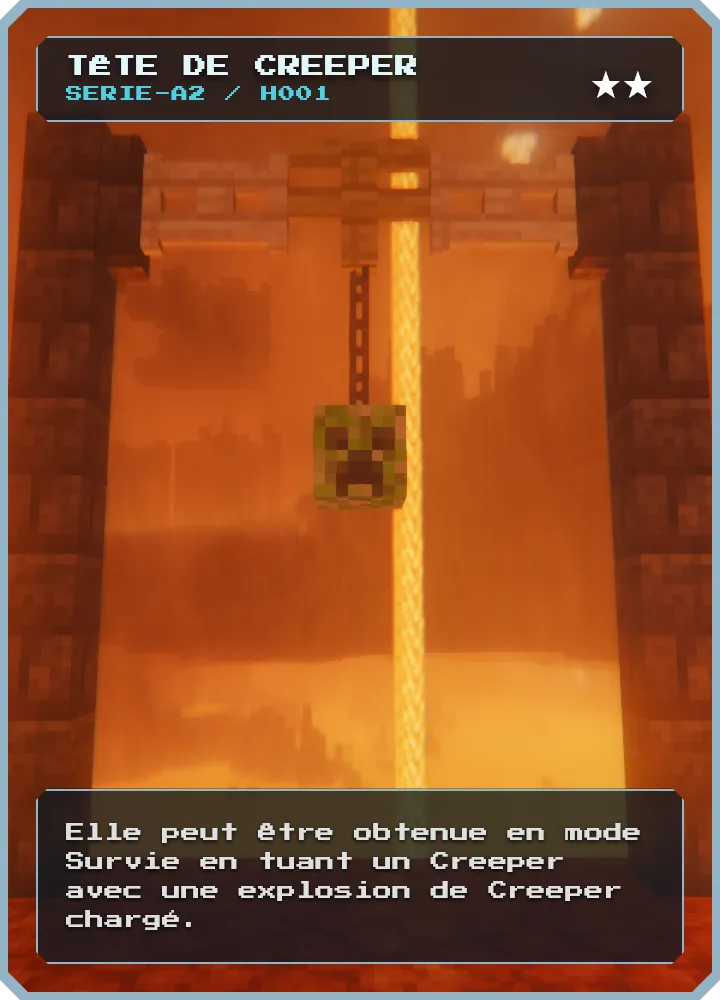 TêTE DE CREEPER
SERIE-A2 / H001
★★
Elle peut être obtenue en mode
Survie en tuant un Creeper
avec une explosion de Creeper
chargé.